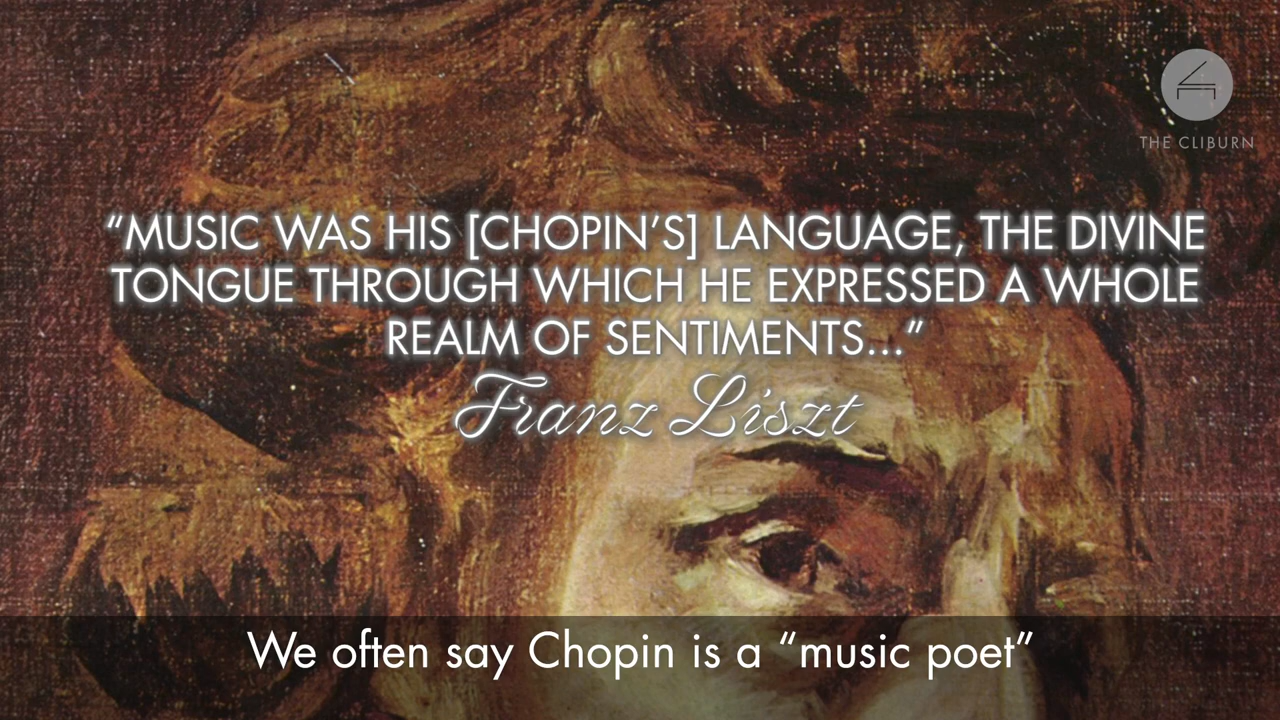 THE CLIBURN
“MUSIC WAS HIS [CHOPIN’S] LANGUAGE, THE DIVINE
TONGUE THROUGH WHICH HE EXPRESSED A WHOLE
REALM OF SENTIMENTS...”
Franz Liszt
We often say Chopin is a “music poet”